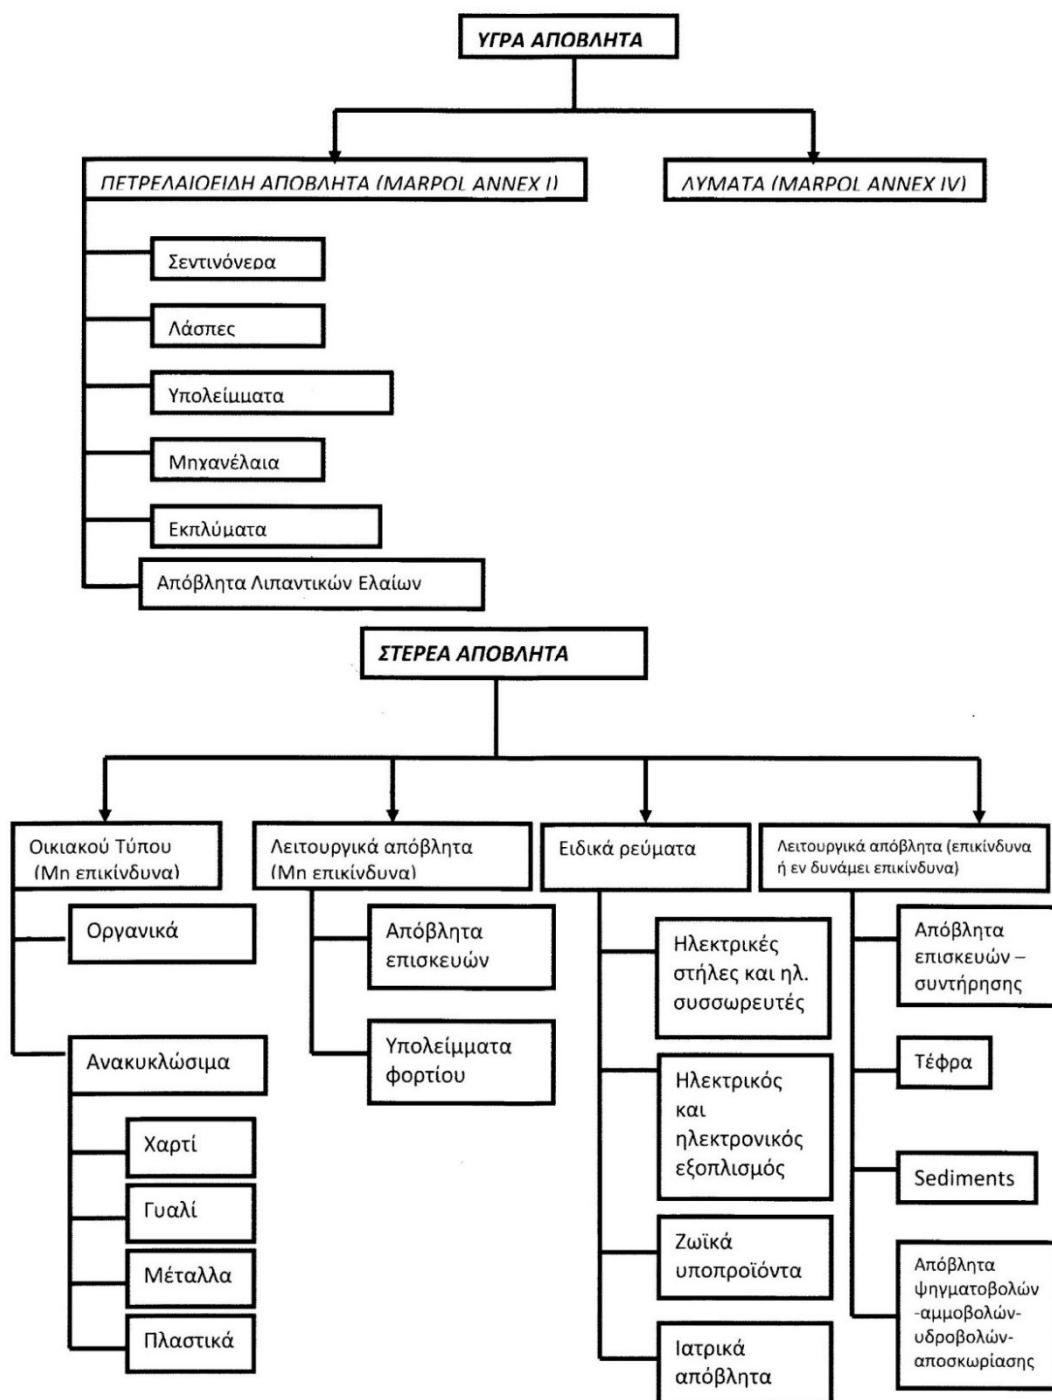 ΥΓΡΑ ΑΠΟΒΛΗΤΑ
ΠΕΤΡΕΛΑΙΟΕΙΔΗ ΑΠΟΒΛΗΤΑ (MARPOL ANNEX I)
ΛΥΜΑΤΑ (MARPOL ANNEX IV)
Σεντινόνερα
Λάσπες
Υπολείμματα
Μηχανέλαια
Εκπλύματα
Απόβλητα Λιπαντικών Ελαίων
ΣΤΕΡΕΑ ΑΠΟΒΛΗΤΑ
Οικιακού Τύπου
(Μη επικίνδυνα)
Οργανικά
Ανακυκλώσιμα
Χαρτί
Γυαλί
Μέταλλα
Πλαστικά
Λειτουργικά απόβλητα
(Μη επικίνδυνα)
Απόβλητα
επισκευών
Υπολείμματα
φορτίου
Ειδικά ρεύματα
Ηλεκτρικές
στήλες και ηλ.
συσσωρευτές
Ηλεκτρικός
και
ηλεκτρονικός
εξοπλισμός
Ζωϊκά
υποπροϊόντα
Ιατρικά
απόβλητα
Λειτουργικά απόβλητα (επικίνδυνα
ή εν δυνάμει επικίνδυνα)
Απόβλητα
επισκευών –
συντήρησης
Τέφρα
Sediments
Απόβλητα
ψηγματοβολών
-αμμοβολών-
υδροβολών-
αποσκωρίασης